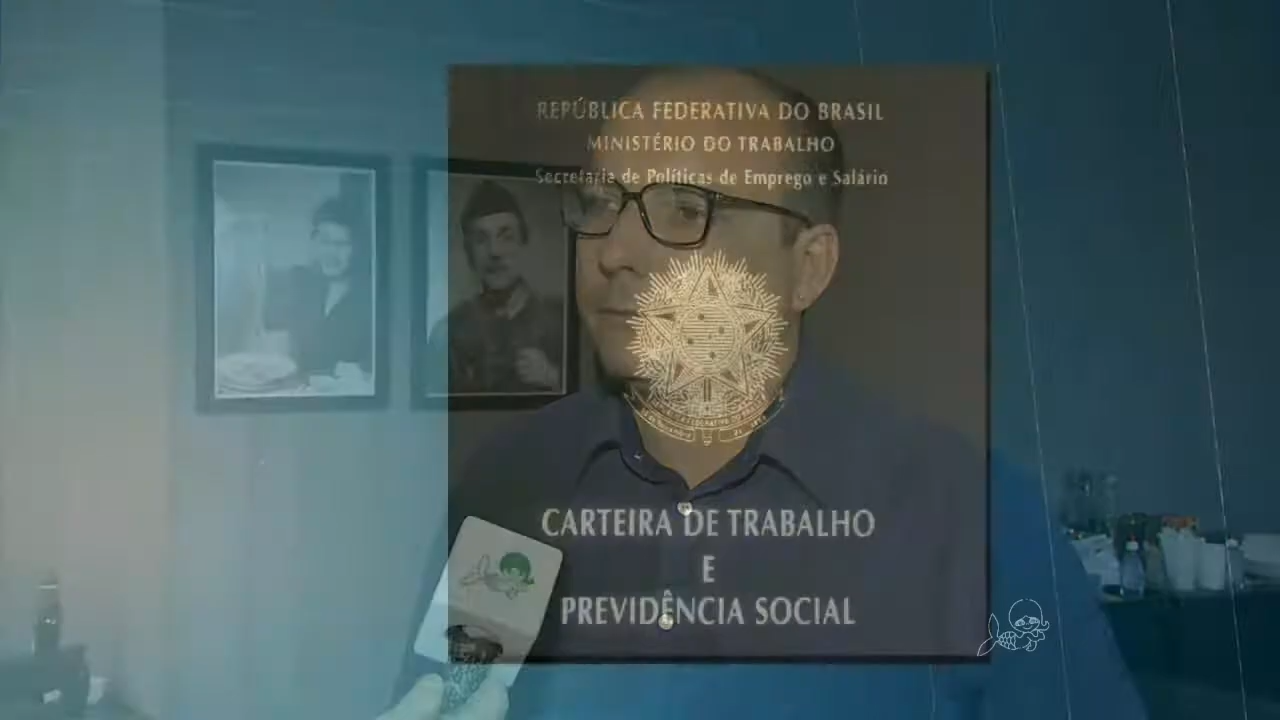 REPÚBLICA FEDERATIVA DO BRASIL
MINISTÉRIO DO TRABALHO
Secretaria de Políticas de Emprego e Salário
CARTEIRA DE TRABALHO
E
PREVIDÊNCIA SOCIAL